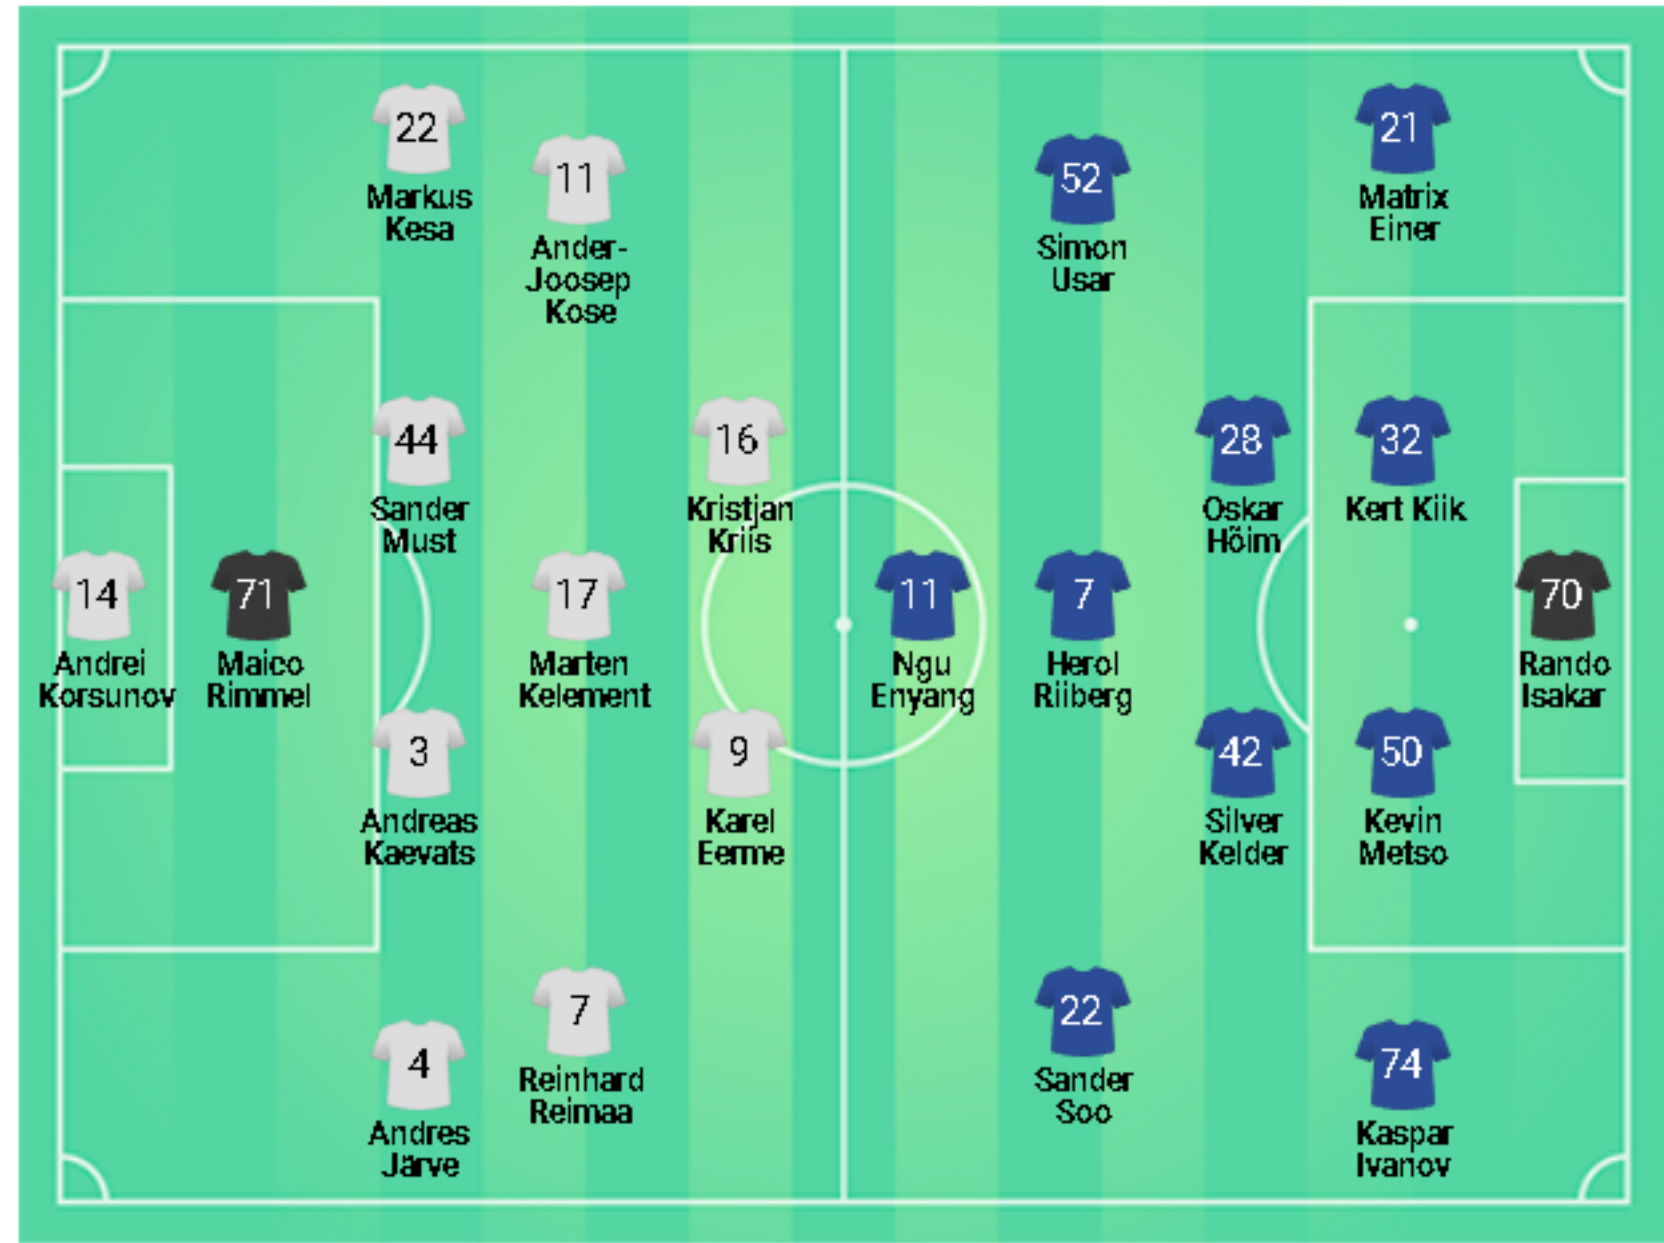 22
Markus
Kesa
11
Ander-
Joosep
Kose
44
Sander
Must
16
Kristjan
Kriis
14
Andrei
Korsunov
71
Maico
Rimmel
17
Marten
Kelement
3
Andreas
Kaevats
9
Karel
Eerme
4
Andres
Järve
7
Reinhard
Reimaa
52
Simon
Usar
21
Matrix
Einer
28
Oskar
Hõim
32
Kert Kiik
11
Ngu
Enyang
7
Herol
Riiberg
70
Rando
Isakar
42
Silver
Kelder
50
Kevin
Metso
22
Sander
Soo
74
Kaspar
Ivanov